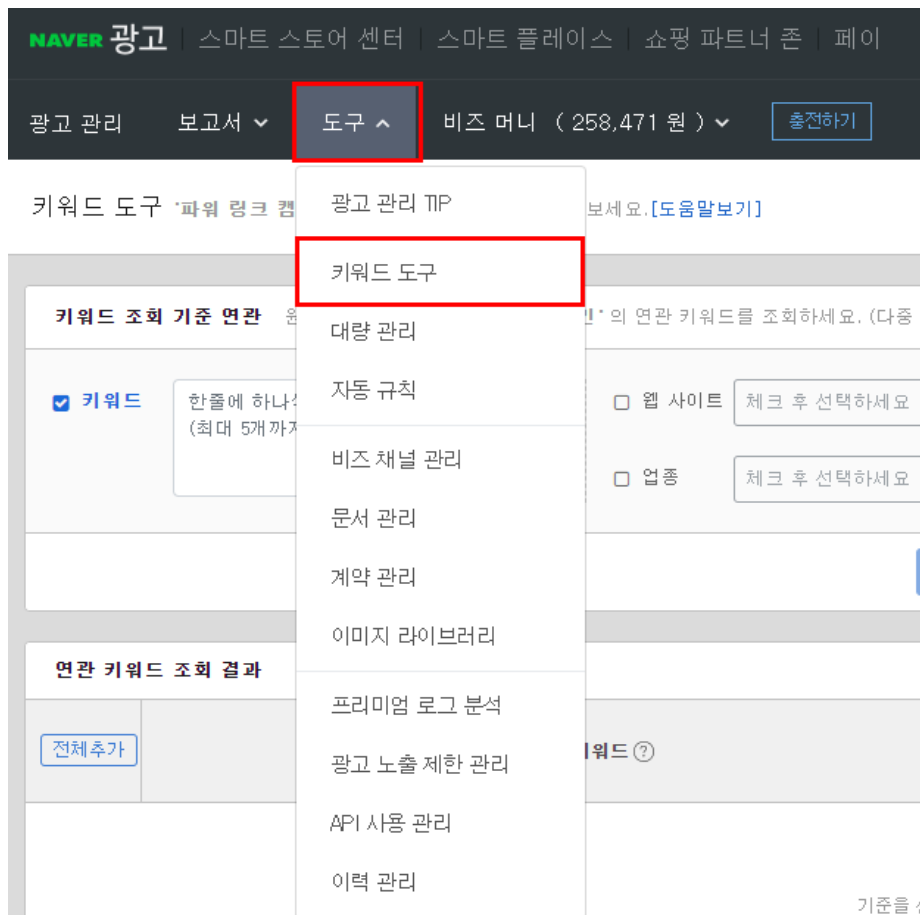 NAVER 광고 스마트 스토어 센터 스마트 플레이스 쇼핑 파트너 존 페이
광고 관리 보고서 도구 비즈 머니 ( 258,471 원 ) 충전하기
키워드 도구 '파워 링크 캠 보세요.[도움말보기]
광고 관리 TIP
키워드 도구
대량 관리
자동 규칙
비즈 채널 관리
문서 관리
계약 관리
이미지 라이브러리
프리미엄 로그 분석
광고 노출 제한 관리
API 사용 관리
이력 관리
키워드 조회 기준 연관 의 연관 키워드를 조회하세요. (다중
키워드 한줄에 하나씩
(최대 5개까지
웹 사이트 체크 후 선택하세요
업종 체크 후 선택하세요
연관 키워드 조회 결과
전체추가 키워드 ?
기준을